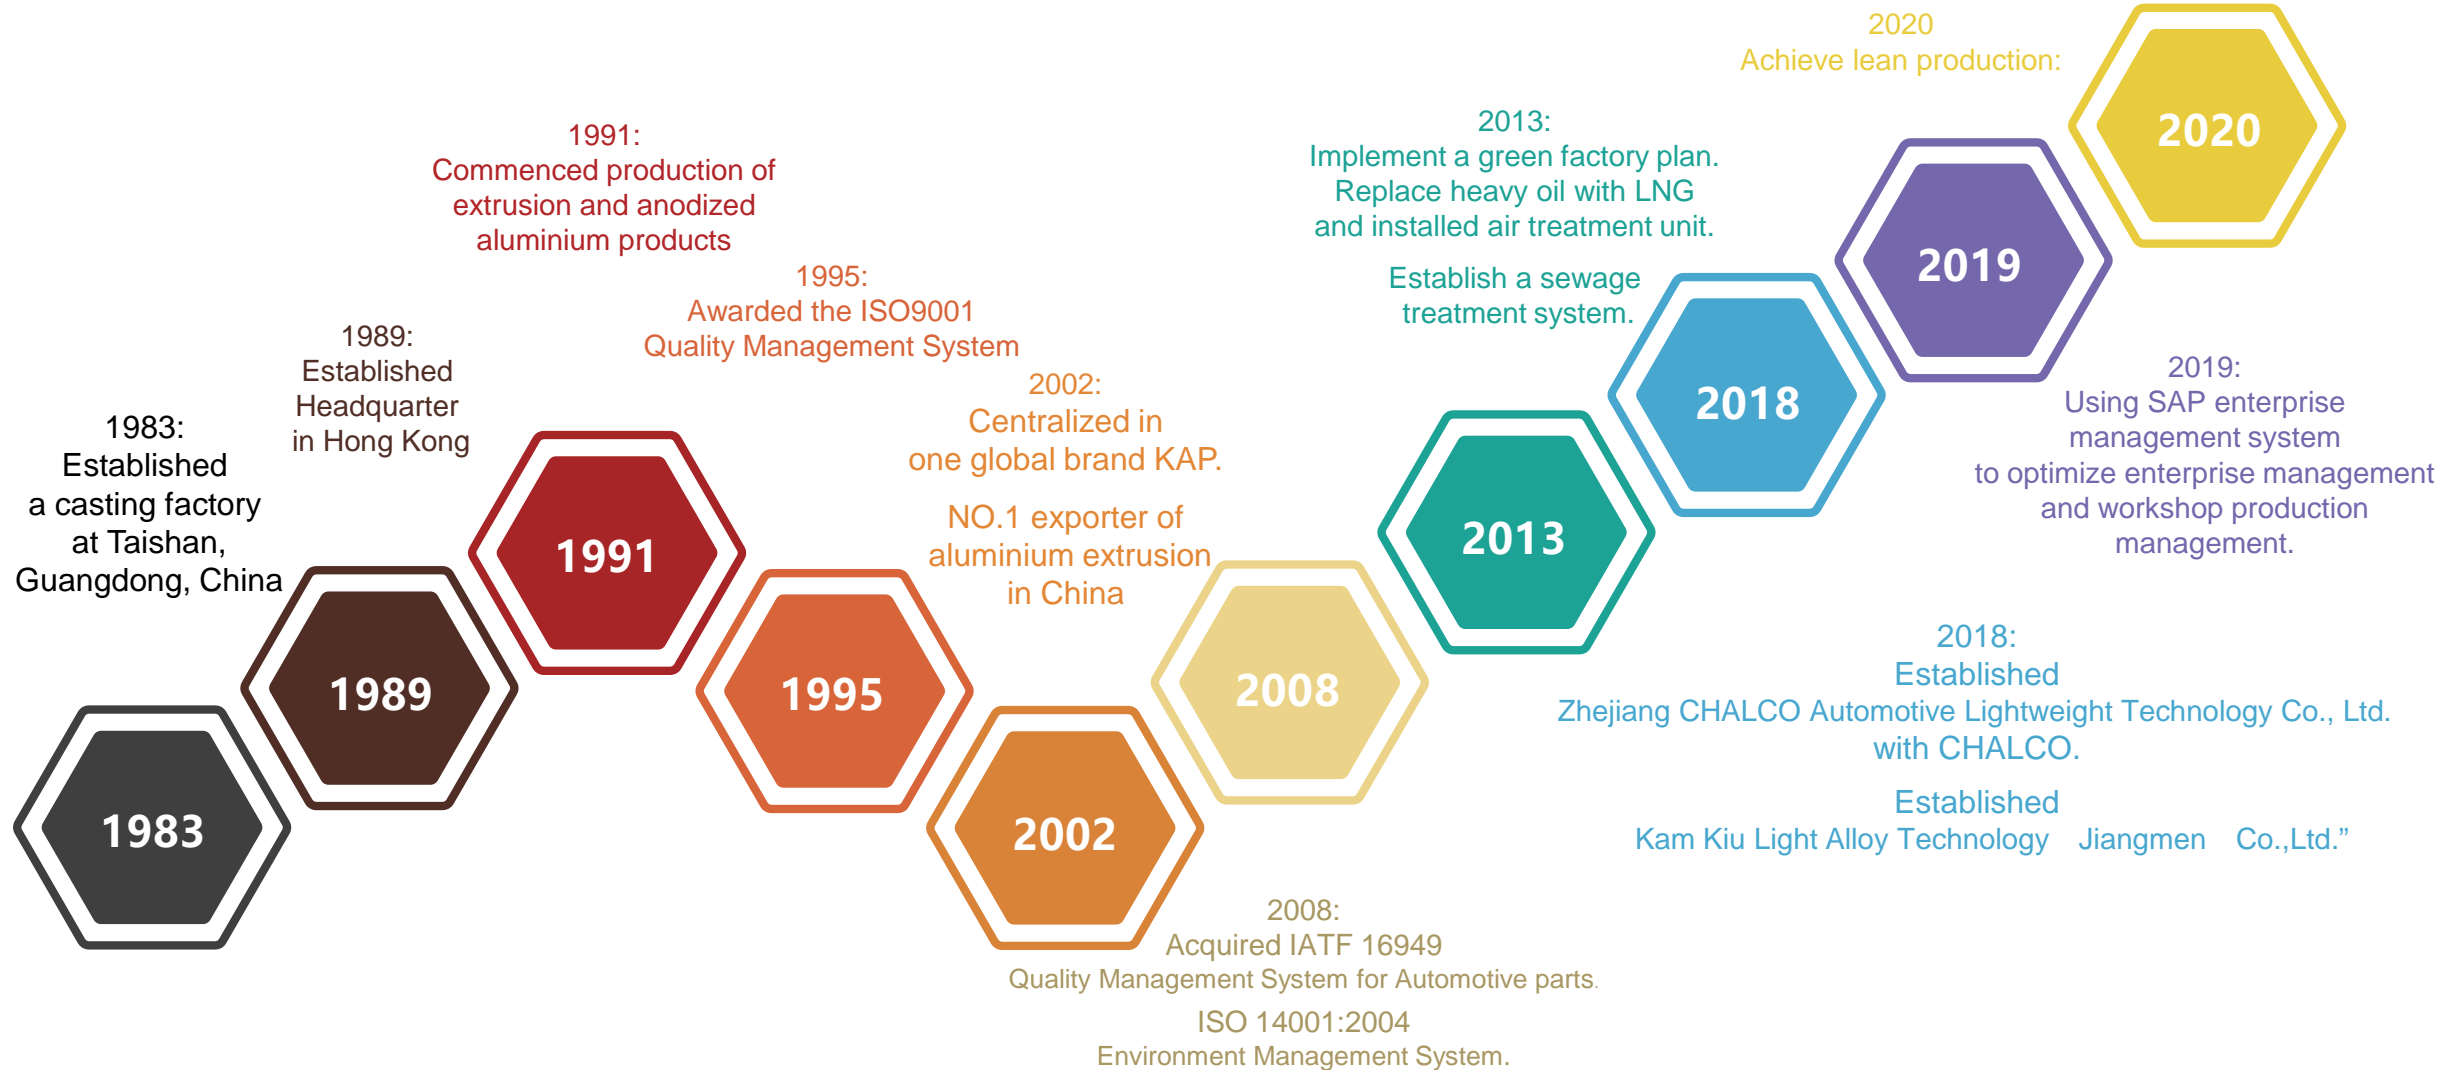 1983:
Established
a casting factory
at Taishan,
Guangdong, China
1983
1989:
Established
Headquarter
in Hong Kong
1989
1991:
Commenced production of
extrusion and anodized
aluminium products
1991
1995:
Awarded the ISO9001
Quality Management System
1995
2002:
Centralized in
one global brand KAP.
NO.1 exporter of
aluminium extrusion
in China
2002
2008
2008:
Acquired IATF 16949
Quality Management System for Automotive parts.
ISO 14001:2004
Environment Management System.
2013:
Implement a green factory plan.
Replace heavy oil with LNG
and installed air treatment unit.
Establish a sewage
treatment system.
2013
2018
2018:
Established
Zhejiang CHALCO Automotive Lightweight Technology Co., Ltd.
with CHALCO.
Established
Kam Kiu Light Alloy Technology Jiangmen Co.,Ltd.”
2019
2019:
Using SAP enterprise
management system
to optimize enterprise management
and workshop production
management.
2020
Achieve lean production:
2020